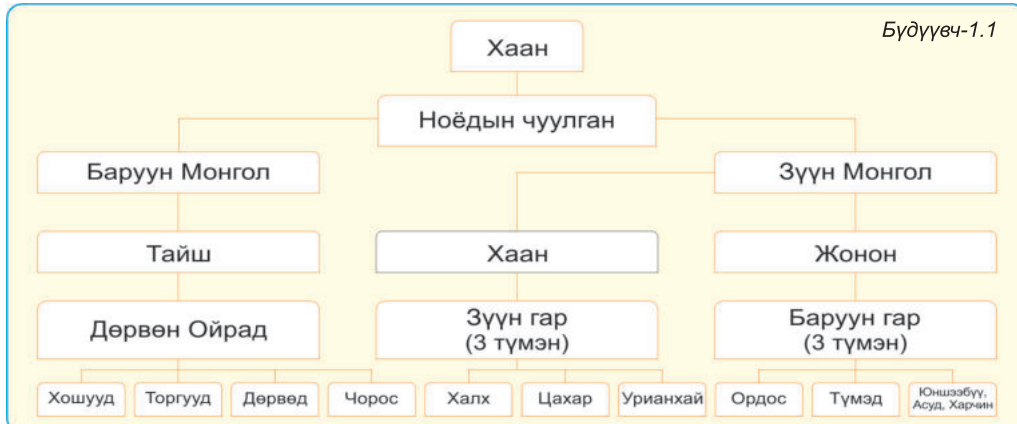 Бүдүүвч-1.1
Хаан
Ноёдын чуулган
Баруун Монгол
Зүүн Монгол
Тайш
Хаан
Жонон
Дөрвөн Ойрад
Зүүн гар
(3 түмэн)
Баруун гар
(3 түмэн)
Хошууд
Торгууд
Дөрвөд
Чорос
Халх
Цахар
Урианхай
Ордос
Түмэд
Юншээбүү,
Асуд, Харчин